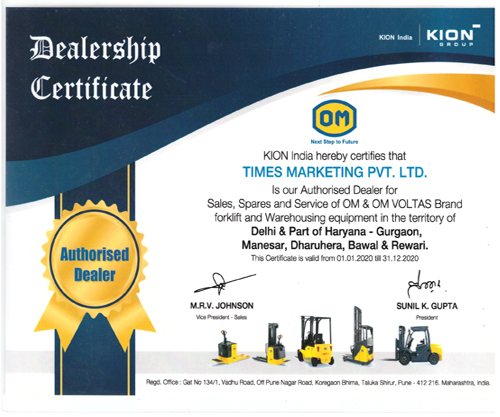 Dealership
Certificate
KION India
KION
GROUP
OM
Next Step to Future
KION India hereby certifies that
TIMES MARKETING PVT. LTD.
Is our Authorised Dealer for
Sales, Spares and Service of OM & OM VOLTAS Brand
forklift and Warehousing equipment in the territory of
Delhi & Part of Haryana - Gurgaon,
Manesar, Dharuhera, Bawal & Rewari.
This Certificate is valid from 01.01.2020 till 31.12.2020
Authorised
Dealer
M.R.V. JOHNSON
Vice President - Sales
SUNIL K. GUPTA
President
Regd. Office : Gat No 134/1, Vadhu Road, Off Pune Nagar Road, Koregaon Bhima, Taluka Shirur, Pune - 412 216. Maharashtra, India.